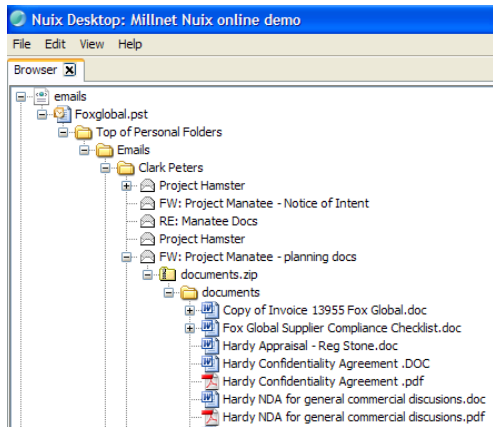 Nuix Desktop: Millnet Nuix online demo
File Edit View Help
Browser X
emails
Foxglobal.pst
Top of Personal Folders
Emails
Clark Peters
Project Hamster
FW: Project Manatee - Notice of Intent
RE: Manatee Docs
Project Hamster
FW: Project Manatee - planning docs
documents.zip
documents
Copy of Invoice 13955 Fox Global.doc
Fox Global Supplier Compliance Checklist.doc
Hardy Appraisal - Reg Stone.doc
Hardy Confidentiality Agreement .DOC
Hardy Confidentiality Agreement .pdf
Hardy NDA for general commercial discusions.doc
Hardy NDA for general commercial discusions.pdf